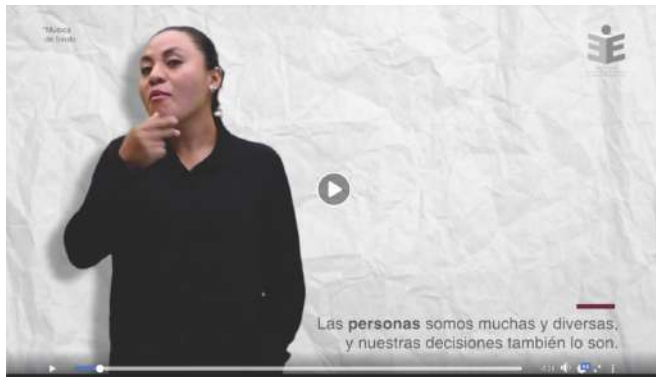 *Música
de fondo
Las personas somos muchas y diversas,
y nuestras decisiones también lo son.